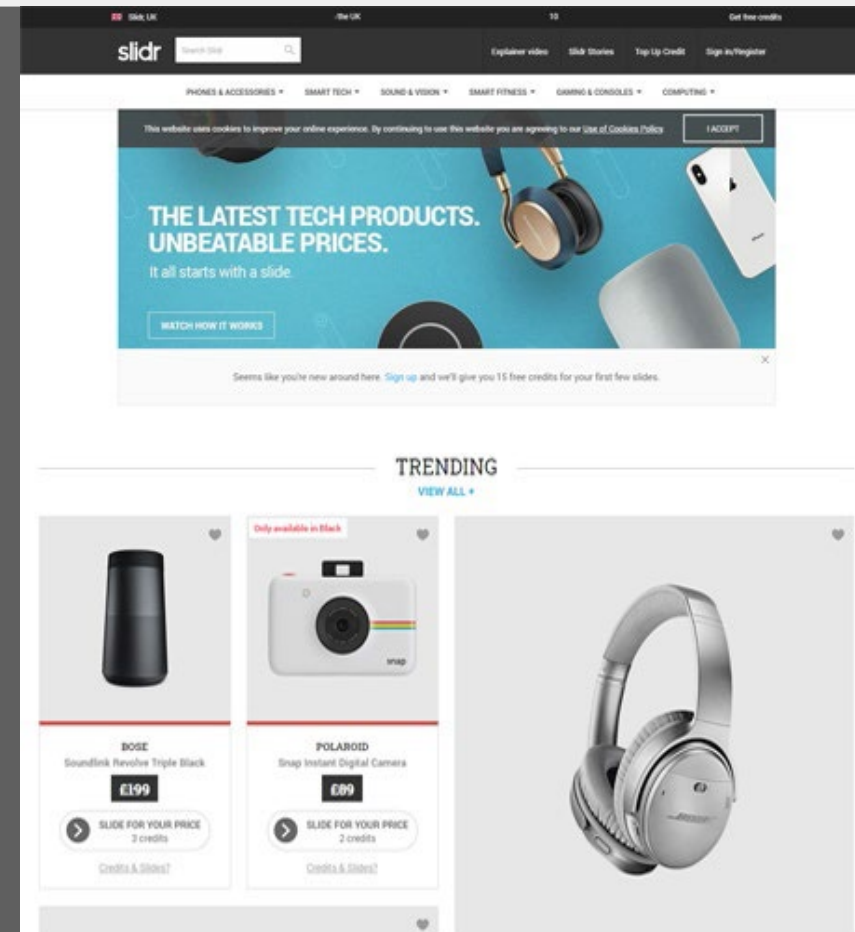 Slidr, UK
/the UK
10
Get free credits
slidr
Search Slidr
Explainer video
Slidr Stories
Top Up Credit
Sign in/Register
PHONES & ACCESSORIES
SMART TECH
SOUND & VISION
SMART FITNESS
GAMING & CONSOLES
COMPUTING
This website uses cookies to improve your online experience. By continuing to use this website you are agreeing to our Use of Cookies Policy
I ACCEPT
THE LATEST TECH PRODUCTS.
UNBEATABLE PRICES.
It all starts with a slide.
WATCH HOW IT WORKS
Seems like you're new around here. Sign up and we'll give you 15 free credits for your first few slides.
TRENDING
VIEW ALL +
Only available in Black
snap
BOSE
Soundlink Revolve Triple Black
£199
SLIDE FOR YOUR PRICE
3 credits
Credits & Slides?
POLAROID
Snap Instant Digital Camera
£89
SLIDE FOR YOUR PRICE
2 credits
Credits & Slides?
BOSE